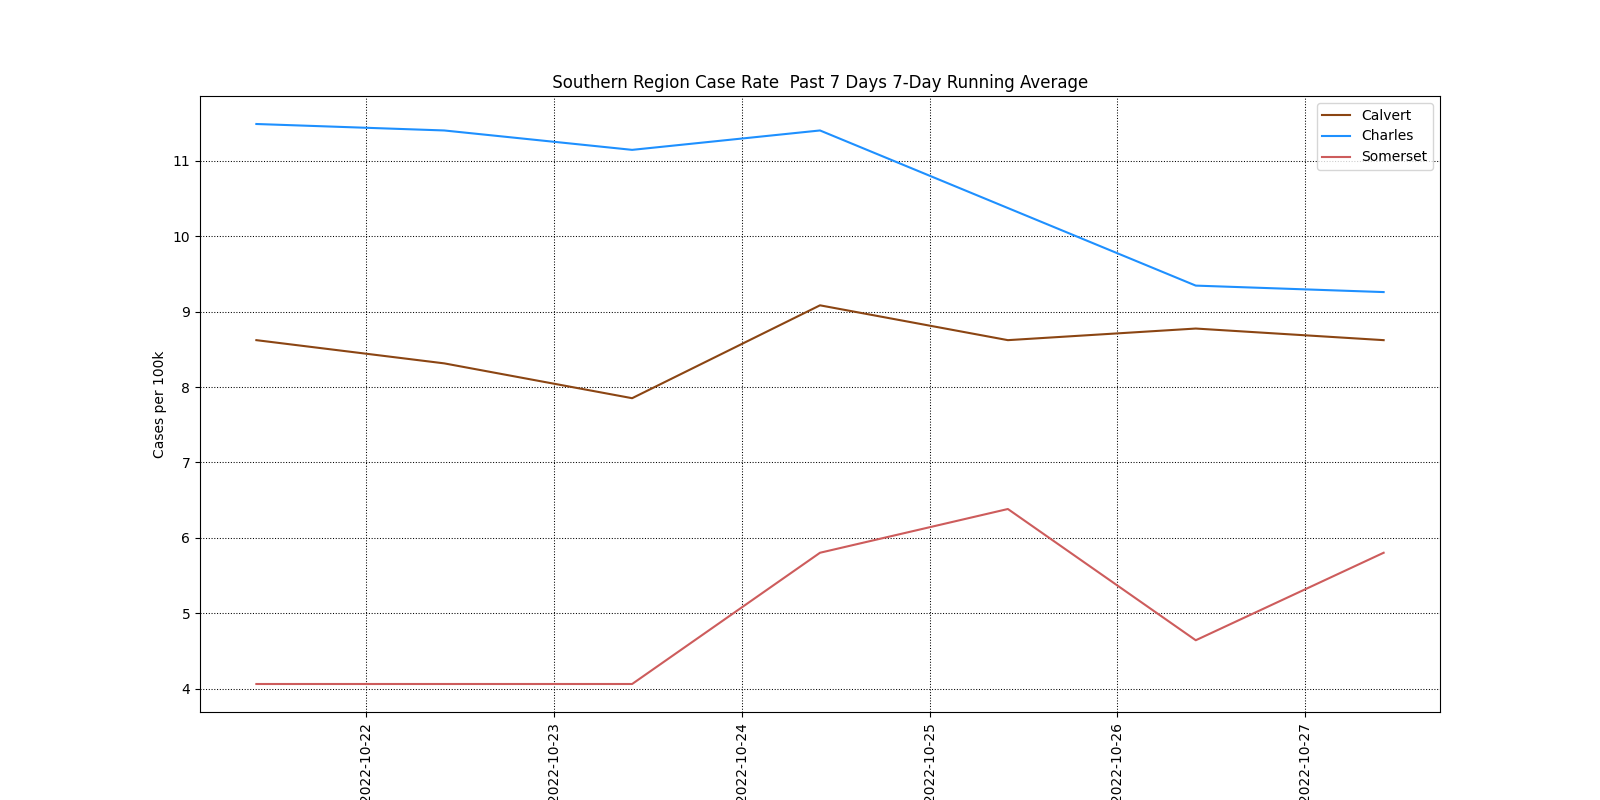 Southern Region Case Rate  Past 7 Days 7-Day Running Average
Calvert
Charles
Somerset
Cases per 100k
11
10
9
8
7
6
5
4
2022-10-22
2022-10-23
2022-10-24
2022-10-25
2022-10-26
2022-10-27